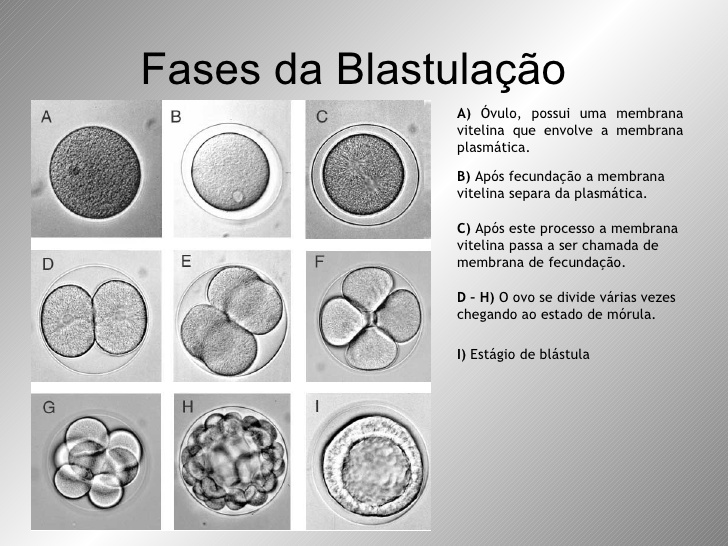 Fases da Blastulação
A
B
C
D
E
F
G
H
I
A) Óvulo, possui uma membrana
vitelina que envolve a membrana
plasmática.
B) Após fecundação a membrana
vitelina separa da plasmática.
C) Após este processo a membrana
vitelina passa a ser chamada de
membrana de fecundação.
D – H) O ovo se divide várias vezes
chegando ao estado de mórula.
I) Estágio de blástula